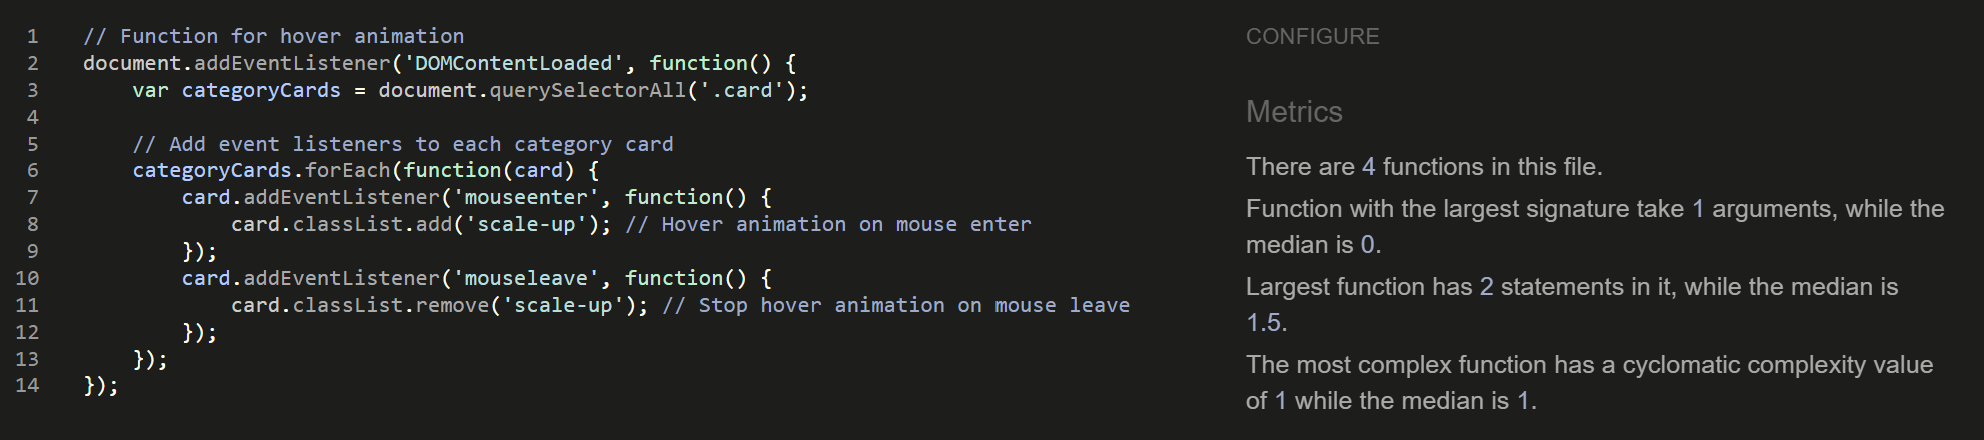 1 // Function for hover animation
2 document.addEventListener('DOMContentLoaded', function() {
3     var categoryCards = document.querySelectorAll('.card');
4
5     // Add event listeners to each category card
6     categoryCards.forEach(function(card) {
7         card.addEventListener('mouseenter', function() {
8             card.classList.add('scale-up'); // Hover animation on mouse enter
9         });
10         card.addEventListener('mouseleave', function() {
11             card.classList.remove('scale-up'); // Stop hover animation on mouse leave
12         });
13     });
14 });
CONFIGURE
Metrics
There are 4 functions in this file.
Function with the largest signature take 1 arguments, while the
median is 0.
Largest function has 2 statements in it, while the median is
1.5.
The most complex function has a cyclomatic complexity value
of 1 while the median is 1.